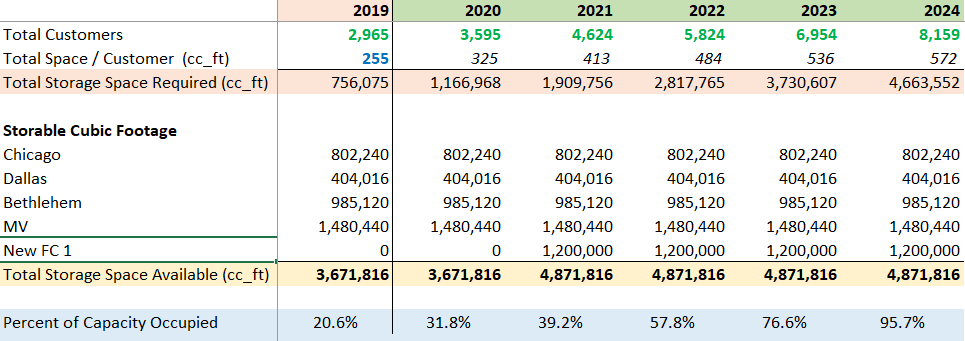 2019 2020 2021 2022 2023 2024
Total Customers 2,965 3,595 4,624 5,824 6,954 8,159
Total Space / Customer (cc_ft) 255 325 413 484 536 572
Total Storage Space Required (cc_ft) 756,075 1,166,968 1,909,756 2,817,765 3,730,607 4,663,552
Storable Cubic Footage
Chicago 802,240 802,240 802,240 802,240 802,240 802,240
Dallas 404,016 404,016 404,016 404,016 404,016 404,016
Bethlehem 985,120 985,120 985,120 985,120 985,120 985,120
MV 1,480,440 1,480,440 1,480,440 1,480,440 1,480,440 1,480,440
New FC 1 0 0 1,200,000 1,200,000 1,200,000 1,200,000
Total Storage Space Available (cc_ft) 3,671,816 3,671,816 4,871,816 4,871,816 4,871,816 4,871,816
Percent of Capacity Occupied 20.6% 31.8% 39.2% 57.8% 76.6% 95.7%